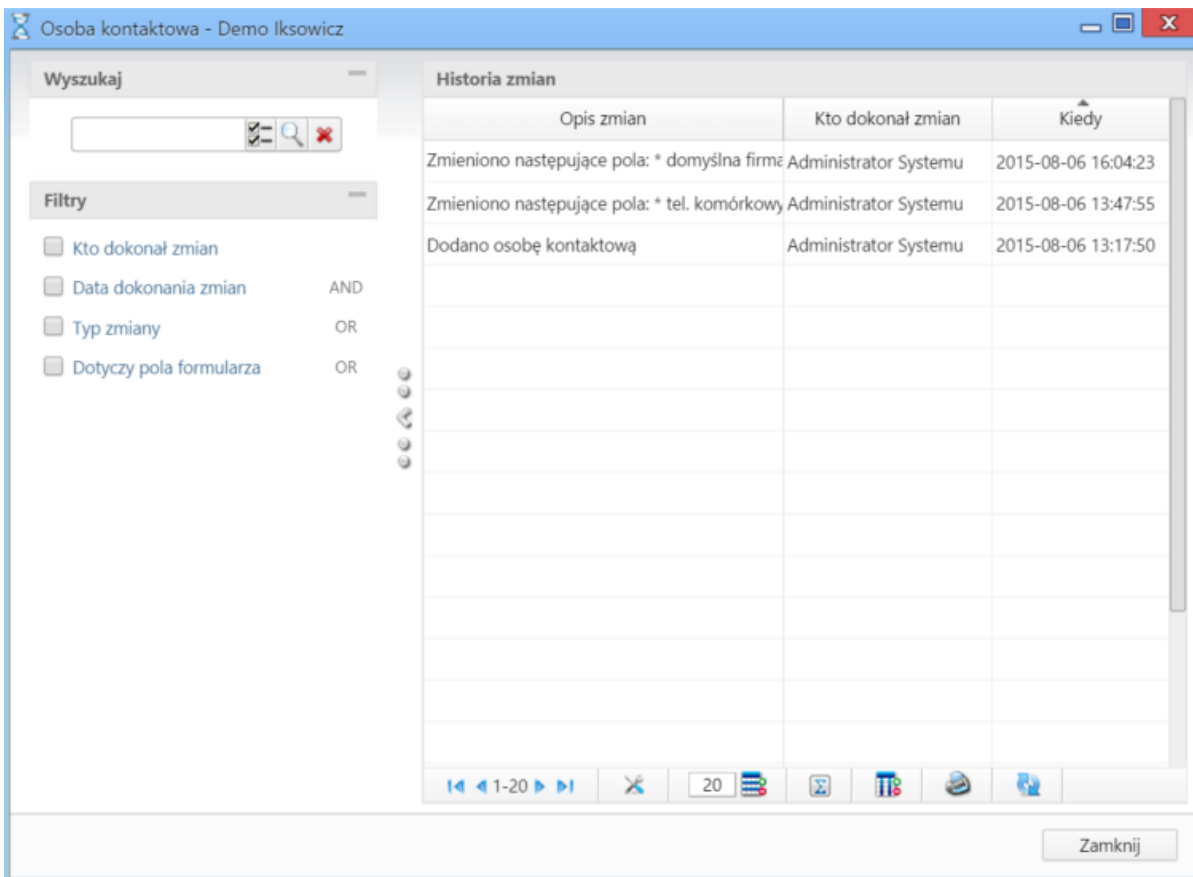 Osoba kontaktowa - Demo Iksowicz
Wyszukaj
Filtry
Kto dokonał zmian
Data dokonania zmian AND
Typ zmiany OR
Dotyczy pola formularza OR
Historia zmian
Opis zmian Kto dokonał zmian Kiedy
Zmieniono następujące pola: * domyślna firma Administrator Systemu 2015-08-06 16:04:23
Zmieniono następujące pola: * tel. komórkowy Administrator Systemu 2015-08-06 13:47:55
Dodano osobę kontaktową Administrator Systemu 2015-08-06 13:17:50
1-20 20
Zamknij